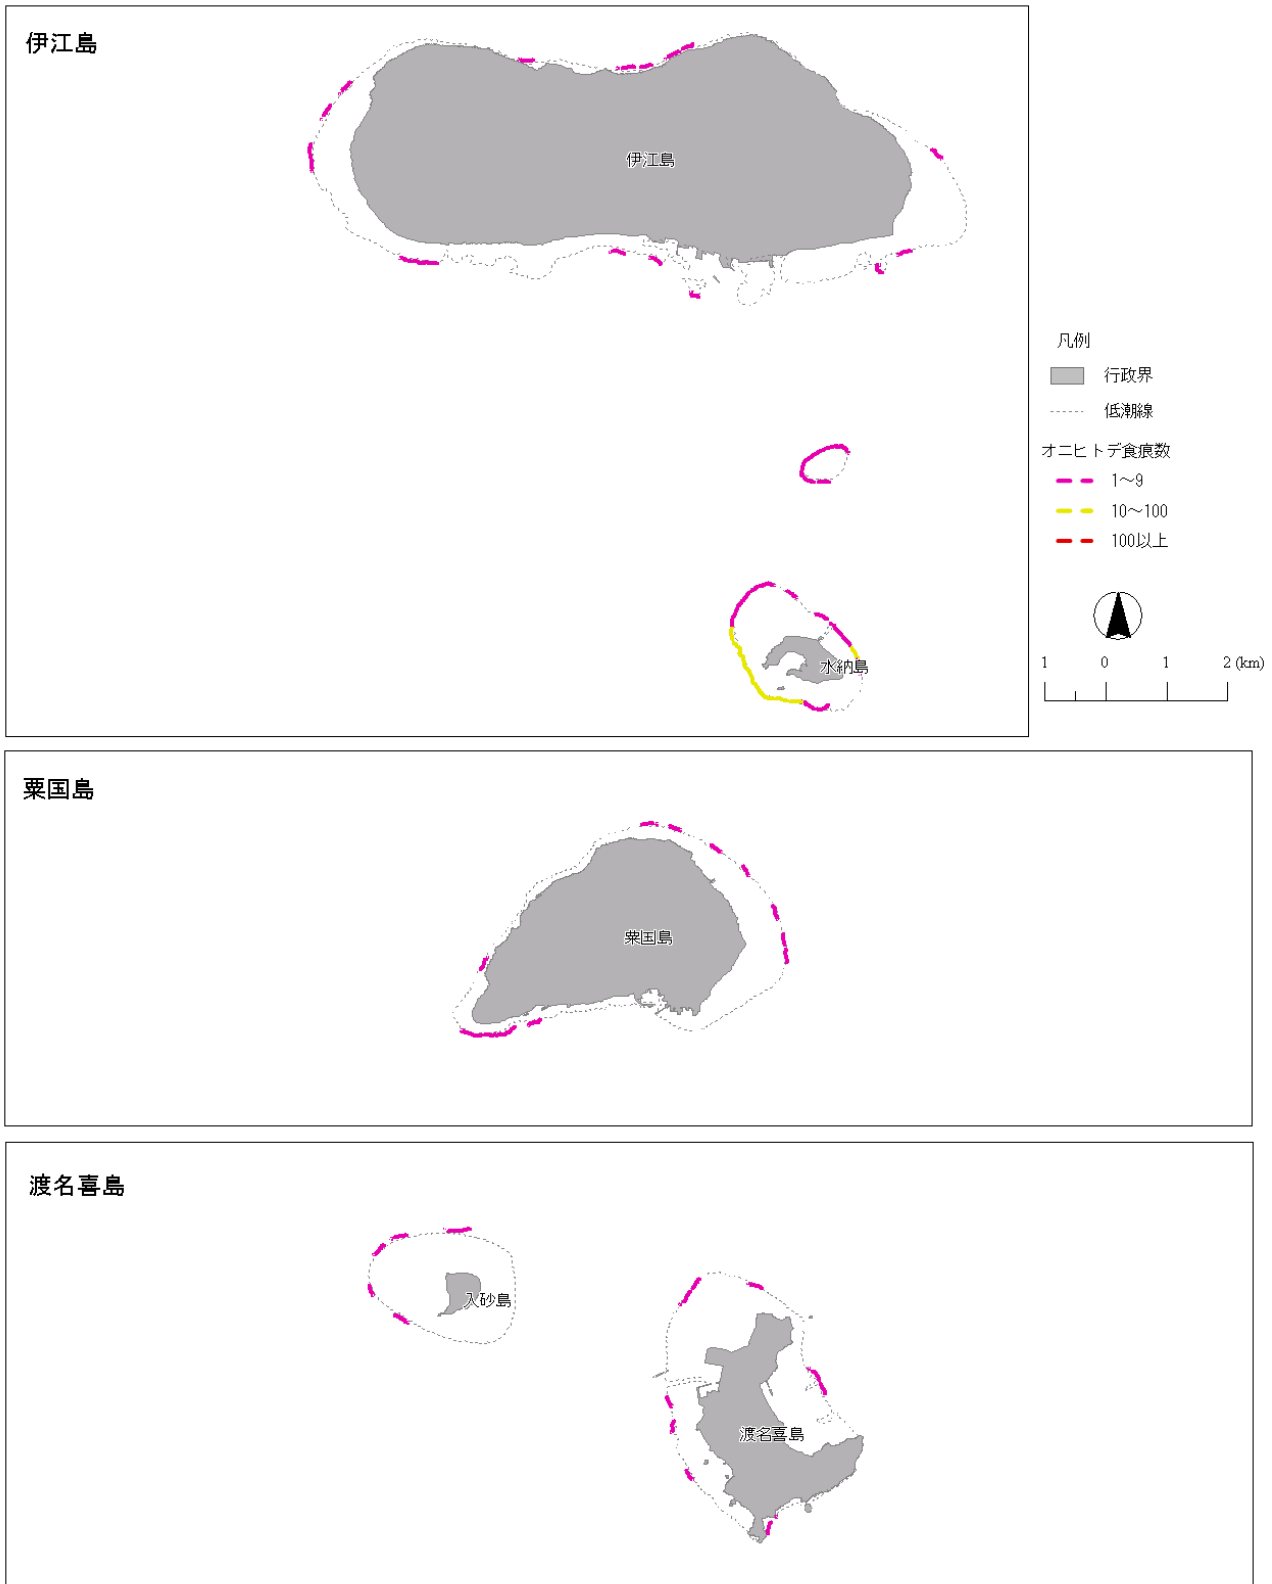 伊江島
伊江島
凡例
行政界
低潮線
オニヒトデ食痕数
1～9
10～100
100以上
1 0 1 2 (km)
水納島
粟国島
粟国島
渡名喜島
入砂島
渡名喜島